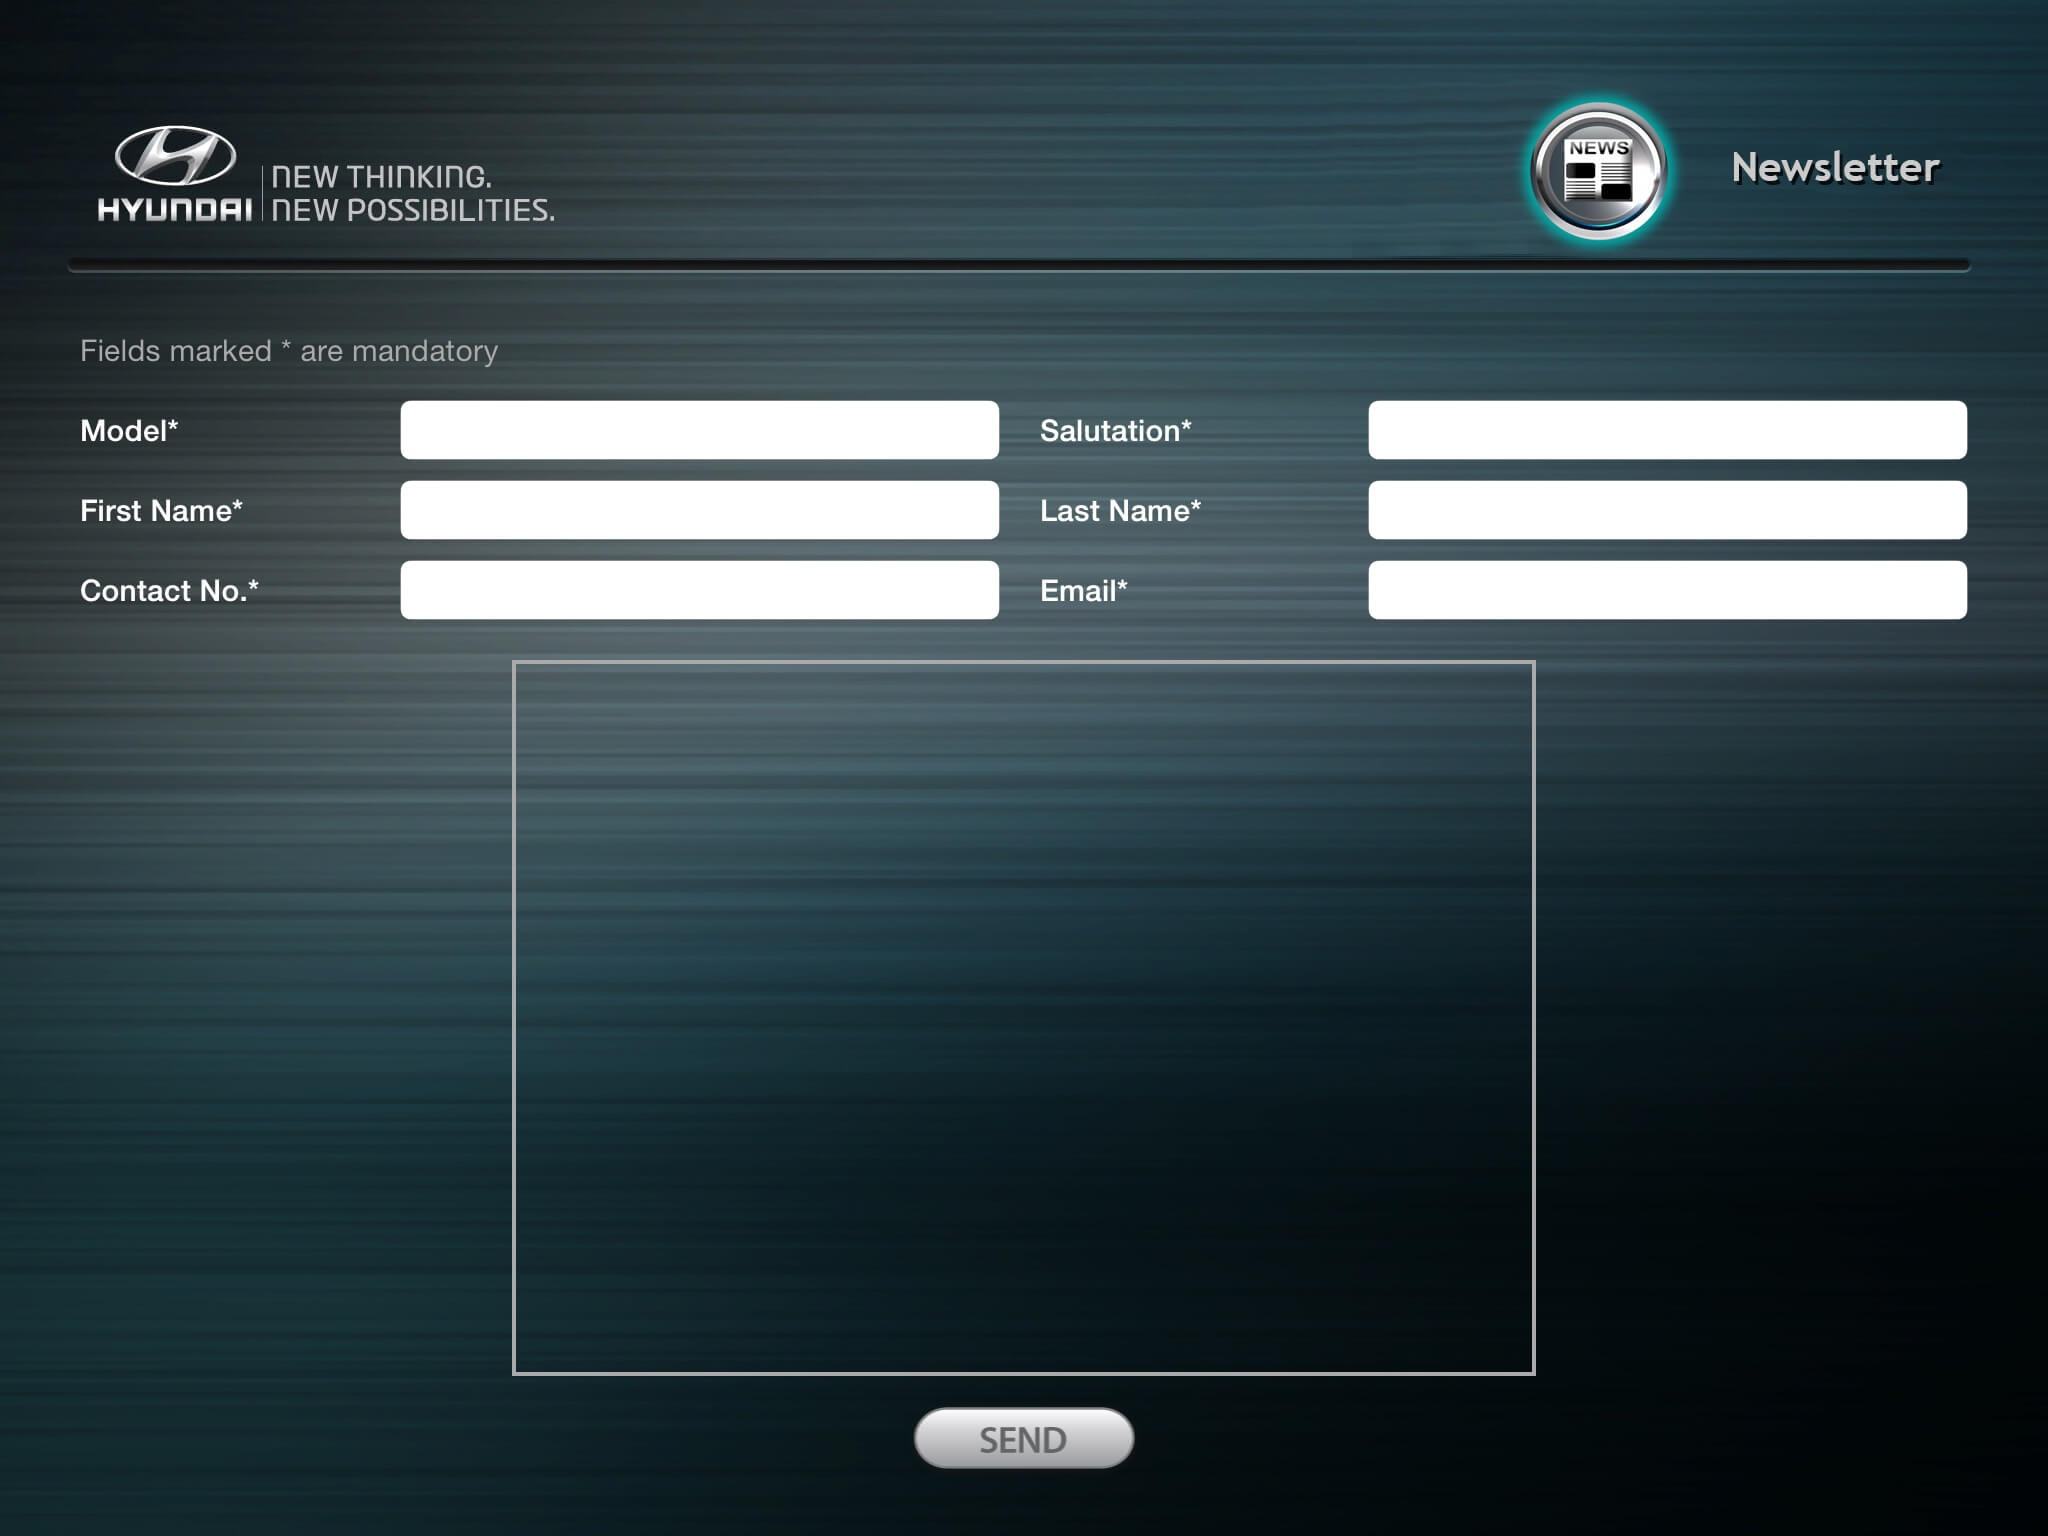 HYUNDAI
NEW THINKING.
NEW POSSIBILITIES.
NEWS
Newsletter
Fields marked * are mandatory
Model*
Salutation*
First Name*
Last Name*
Contact No.*
Email*
SEND